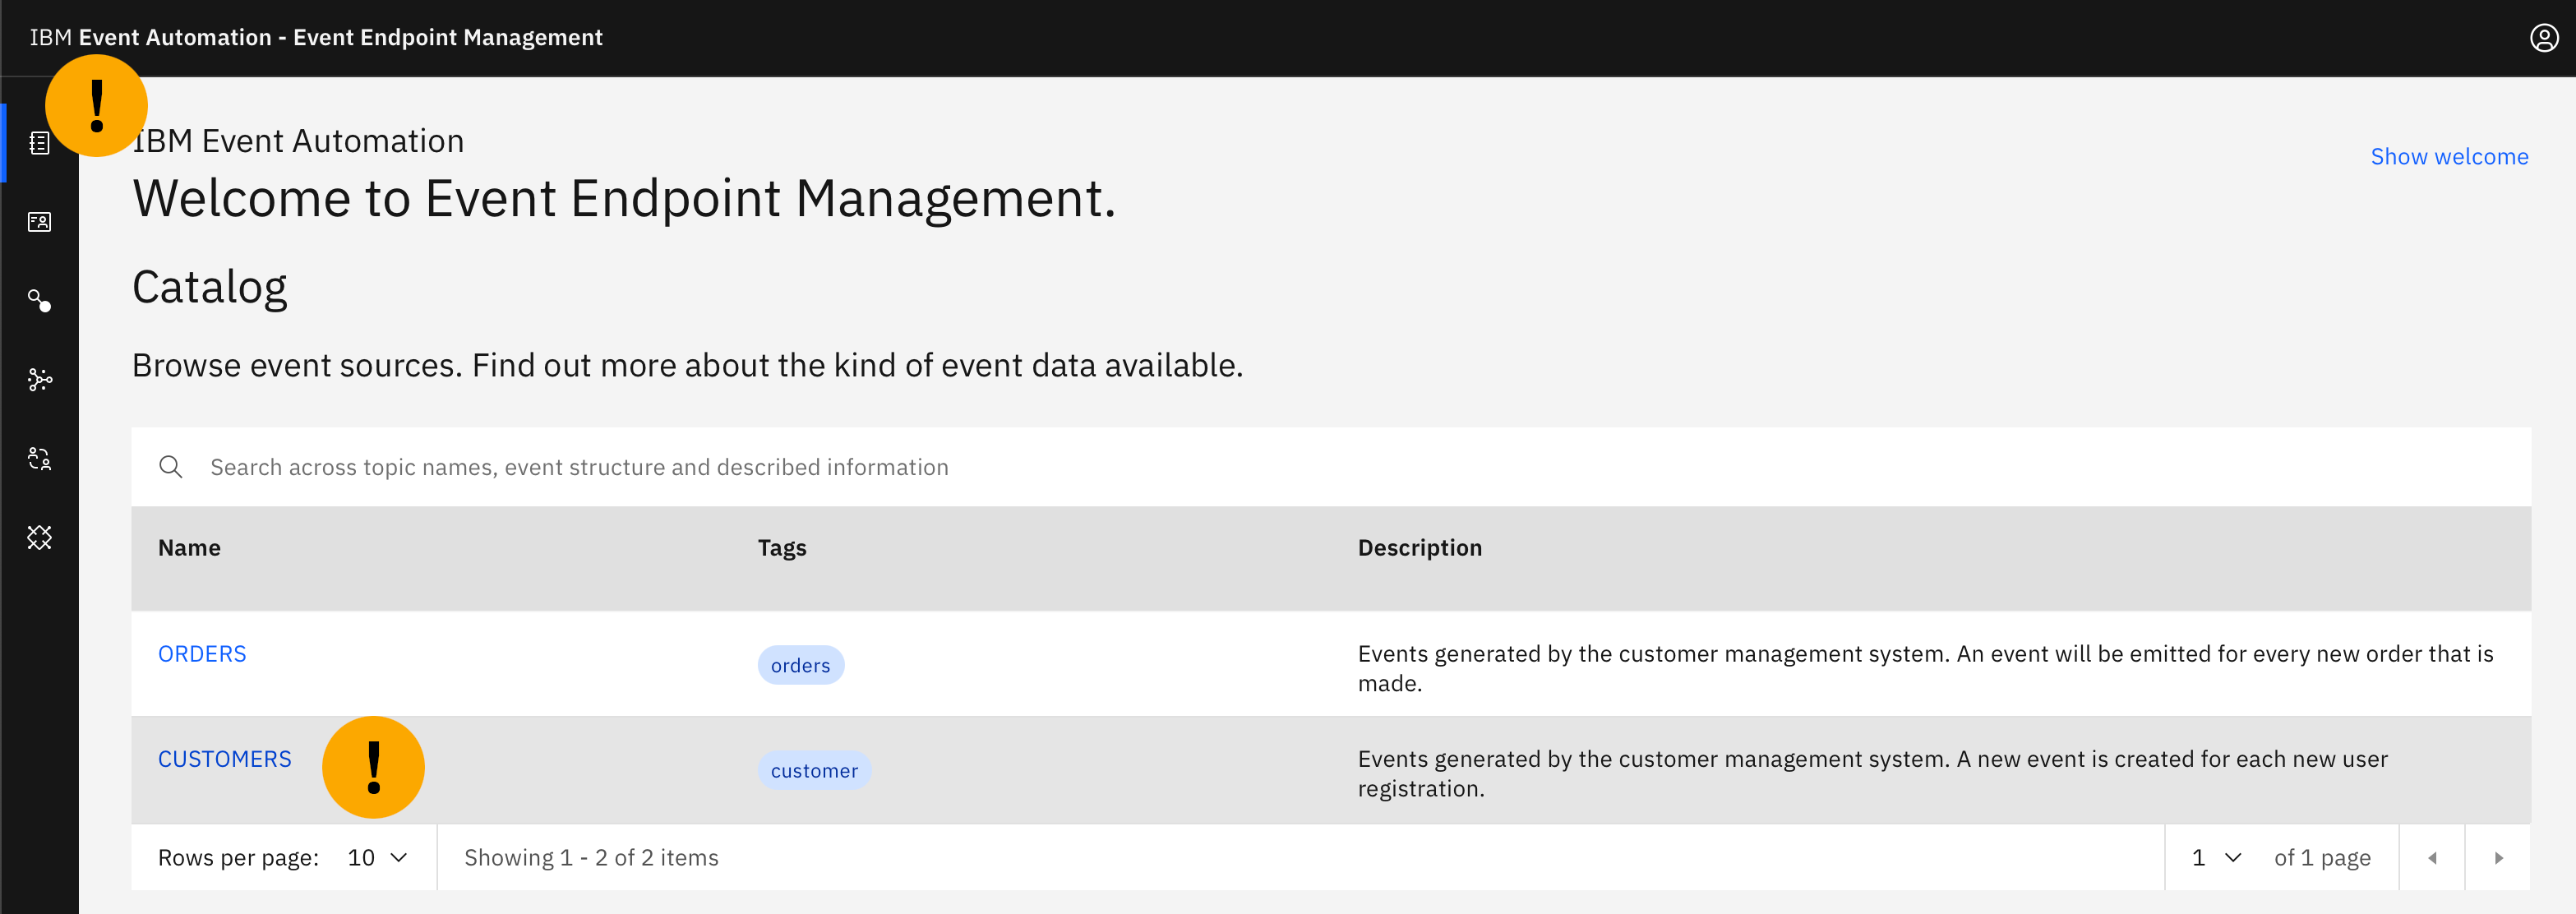 IBM Event Automation - Event Endpoint Management
!
IBM Event Automation
Show welcome
Welcome to Event Endpoint Management.
Catalog
Browse event sources. Find out more about the kind of event data available.
Search across topic names, event structure and described information
Name Tags Description
ORDERS orders Events generated by the customer management system. An event will be emitted for every new order that is
made.
CUSTOMERS ! customer Events generated by the customer management system. A new event is created for each new user
registration.
Rows per page: 10 Showing 1 - 2 of 2 items 1 of 1 page